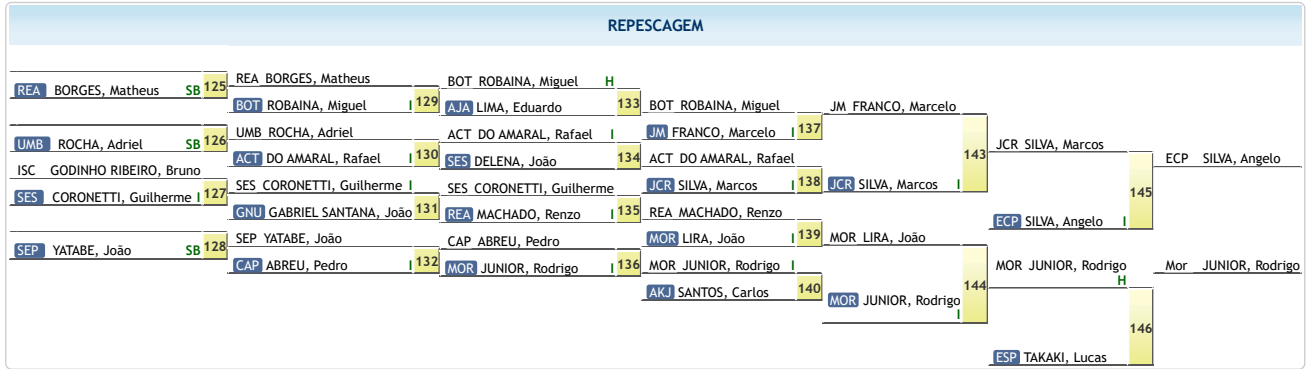 REPESCAGEM
REA BORGES, Matheus SB 125
UMB ROCHA, Adriel SB 126
ISC GODINHO RIBEIRO, Bruno
SES CORONETTI, Guilherme I 127
SEP YATABE, João SB 128
REA BORGES, Matheus
BOT ROBAINA, Miguel I 129
UMB ROCHA, Adriel
ACT DO AMARAL, Rafael I 130
SES CORONETTI, Guilherme I
GNU GABRIEL SANTANA, João 131
SEP YATABE, João
CAP ABREU, Pedro I 132
BOT ROBAINA, Miguel H
AJA LIMA, Eduardo 133
ACT DO AMARAL, Rafael I
SES DELENA, João 134
SES CORONETTI, Guilherme
REA MACHADO, Renzo I 135
CAP ABREU, Pedro
MOR JUNIOR, Rodrigo I 136
BOT ROBAINA, Miguel
JM FRANCO, Marcelo I 137
ACT DO AMARAL, Rafael
JCR SILVA, Marcos I 138
REA MACHADO, Renzo
MOR LIRA, João I 139
MOR JUNIOR, Rodrigo I
AKJ SANTOS, Carlos 140
JM FRANCO, Marcelo
143
JCR SILVA, Marcos I
MOR LIRA, João
144
MOR JUNIOR, Rodrigo
I
JCR SILVA, Marcos
145
ECP SILVA, Angelo I
MOR JUNIOR, Rodrigo
H
146
ESP TAKAKI, Lucas
ECP SILVA, Angelo
Mor JUNIOR, Rodrigo